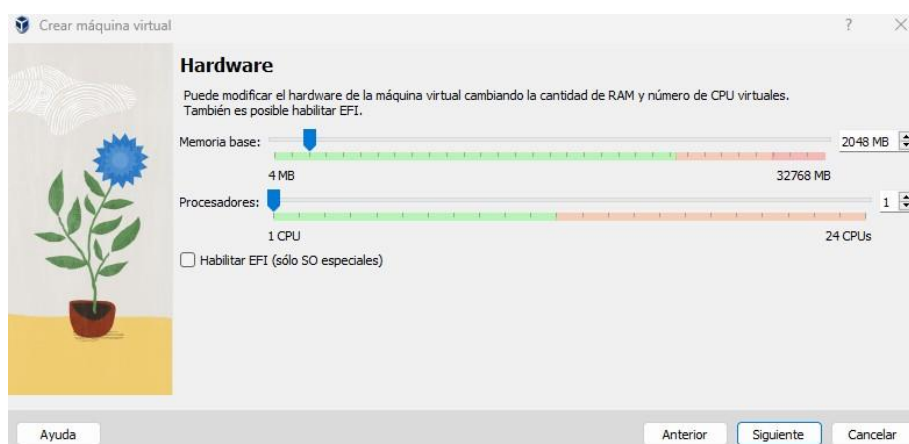 Crear máquina virtual
Hardware
Puede modificar el hardware de la máquina virtual cambiando la cantidad de RAM y número de CPU virtuales.
También es posible habilitar EFI.
Memoria base:
2048 MB
4 MB
32768 MB
Procesadores:
1
1 CPU
24 CPUs
Habilitar EFI (sólo SO especiales)
Ayuda
Anterior
Siguiente
Cancelar